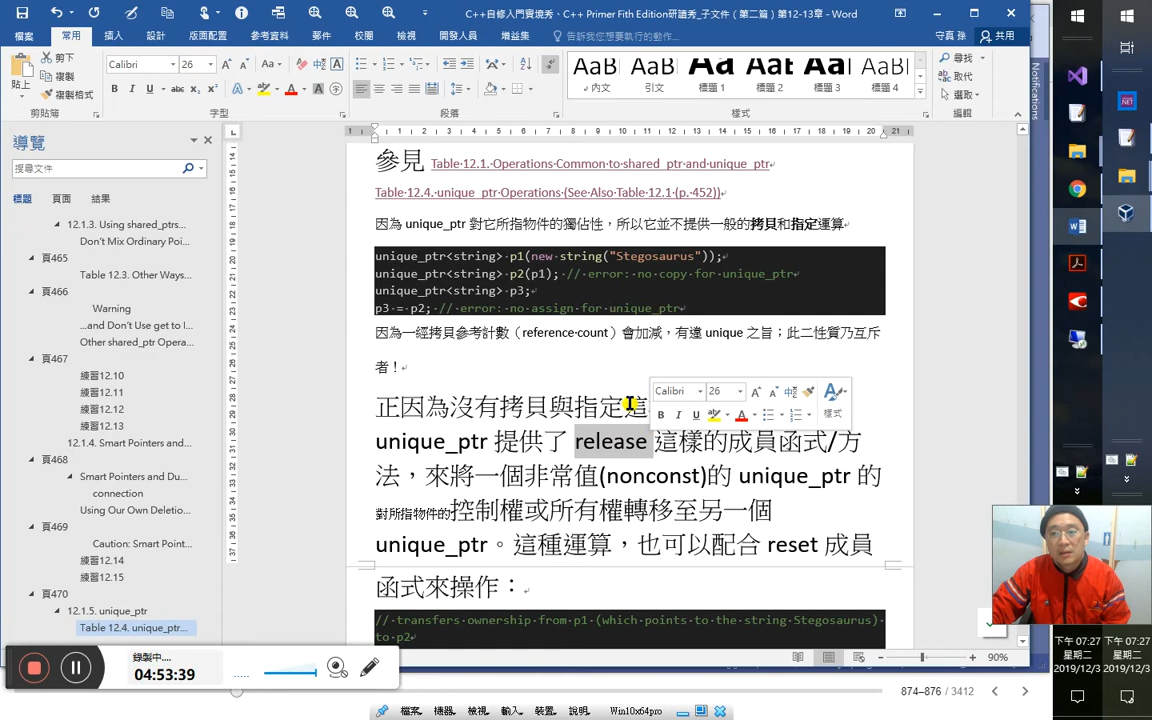 C++自修入門實境秀、C++ Primer Fith Edition研讀秀_子文件（第二篇）第12-13章 - Word
檔案
常用
插入
設計
版面配置
參考資料
郵件
校閱
檢視
開發人員
增益集
告訴我您想要執行的動作...
守真 孫
共用
貼上
剪下
複製
複製格式
Calibri
26
AaBb
內文
AaBb
引文
AaB
標題 1
AaBb
標題 2
AaB
標題 3
AaBb
標題 4
尋找
取代
選取
剪貼簿
字型
段落
樣式
編輯
導覽
搜尋文件
標題
頁面
結果
12.1.3. Using shared_ptrs...
Don't Mix Ordinary Poi...
頁465
Table 12.3. Other Ways...
頁466
Warning
...and Don't Use get to I...
Other shared_ptr Opera...
頁467
練習12.10
練習12.11
練習12.12
練習12.13
12.1.4. Smart Pointers and...
頁468
Smart Pointers and Du...
connection
Using Our Own Deletio...
頁469
Caution: Smart Point...
練習12.14
練習12.15
頁470
12.1.5. unique_ptr
Table 12.4. unique_ptr...
參見 Table 12.1. Operations Common to shared_ptr and unique_ptr
Table 12.4. unique_ptr Operations (See Also Table 12.1 (p. 452))
因為 unique_ptr 對它所指物件的獨佔性，所以它並不提供一般的拷貝和指定運算
unique_ptr<string> p1(new string("Stegosaurus"));
unique_ptr<string> p2(p1); // error: no copy for unique_ptr
unique_ptr<string> p3;
p3 = p2; // error: no assign for unique_ptr
因為一經拷貝參考計數（reference count）會加減，有違 unique 之旨；此二性質乃互斥
者！
正因為沒有拷貝與指定這
unique_ptr 提供了 release 這樣的成員函式/方
法，來將一個非常值(nonconst)的 unique_ptr 的
對所指物件的控制權或所有權轉移至另一個
unique_ptr。這種運算，也可以配合 reset 成員
函式來操作：
// transfers ownership from p1 (which points to the string Stegosaurus)
to p2
Calibri
26
樣式
Notifications
錄製中....
04:53:39
90%
874–876 / 3412
檔案
機器
檢視
輸入
裝置
說明
Win10x64pro
下午 07:27
星期二
2019/12/3
下午 07:27
星期二
2019/12/3